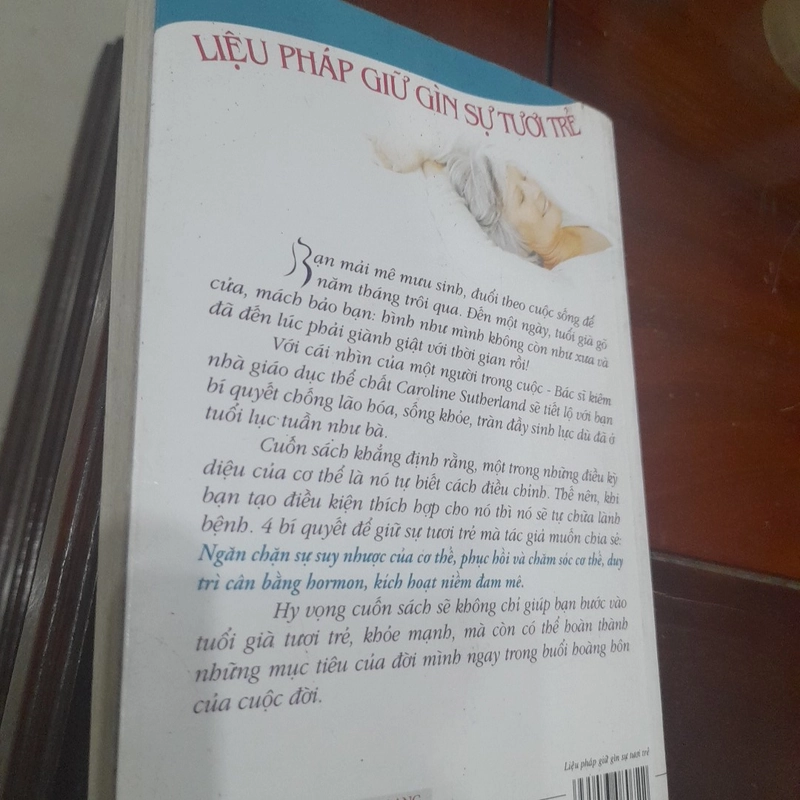 LIỆU PHÁP GIỮ GÌN SỰ TƯƠI TRẺ
Bạn mải mê mưu sinh, đuổi theo cuộc sống để
năm tháng trôi qua. Đến một ngày, tuổi già gõ
cửa, mách bảo bạn: bình như mình không còn như xưa và
đã đến lúc phải giành giật với thời gian rồi!
Với cái nhìn của một người trong cuộc - Bác sĩ kiêm
nhà giáo dục thể chất Caroline Sutherland sẽ tiết lộ với bạn
bí quyết chống lão hóa, sống khỏe, tràn đầy sinh lực dù đã ở
tuổi lục tuần như bà.
Cuốn sách khẳng định rằng, một trong những điều kỳ
diệu của cơ thể là nó tự biết cách điều chỉnh. Thế nên, khi
bạn tạo điều kiện thích hợp cho nó thì nó sẽ tự chữa lành
bệnh. 4 bí quyết để giữ sự tươi trẻ mà tác giả muốn chia sẻ:
Ngăn chặn sự suy nhược của cơ thể, phục hồi và chăm sóc cơ thể, duy
trì cân bằng hormon, kích hoạt niềm đam mê.
Hy vọng cuốn sách sẽ không chỉ giúp bạn bước vào
tuổi già tươi trẻ, khỏe mạnh, mà còn có thể hoàn thành
những mục tiêu của đời mình ngay trong buổi hoàng hôn
của cuộc đời.
Liệu pháp giữ gìn sự tươi trẻ